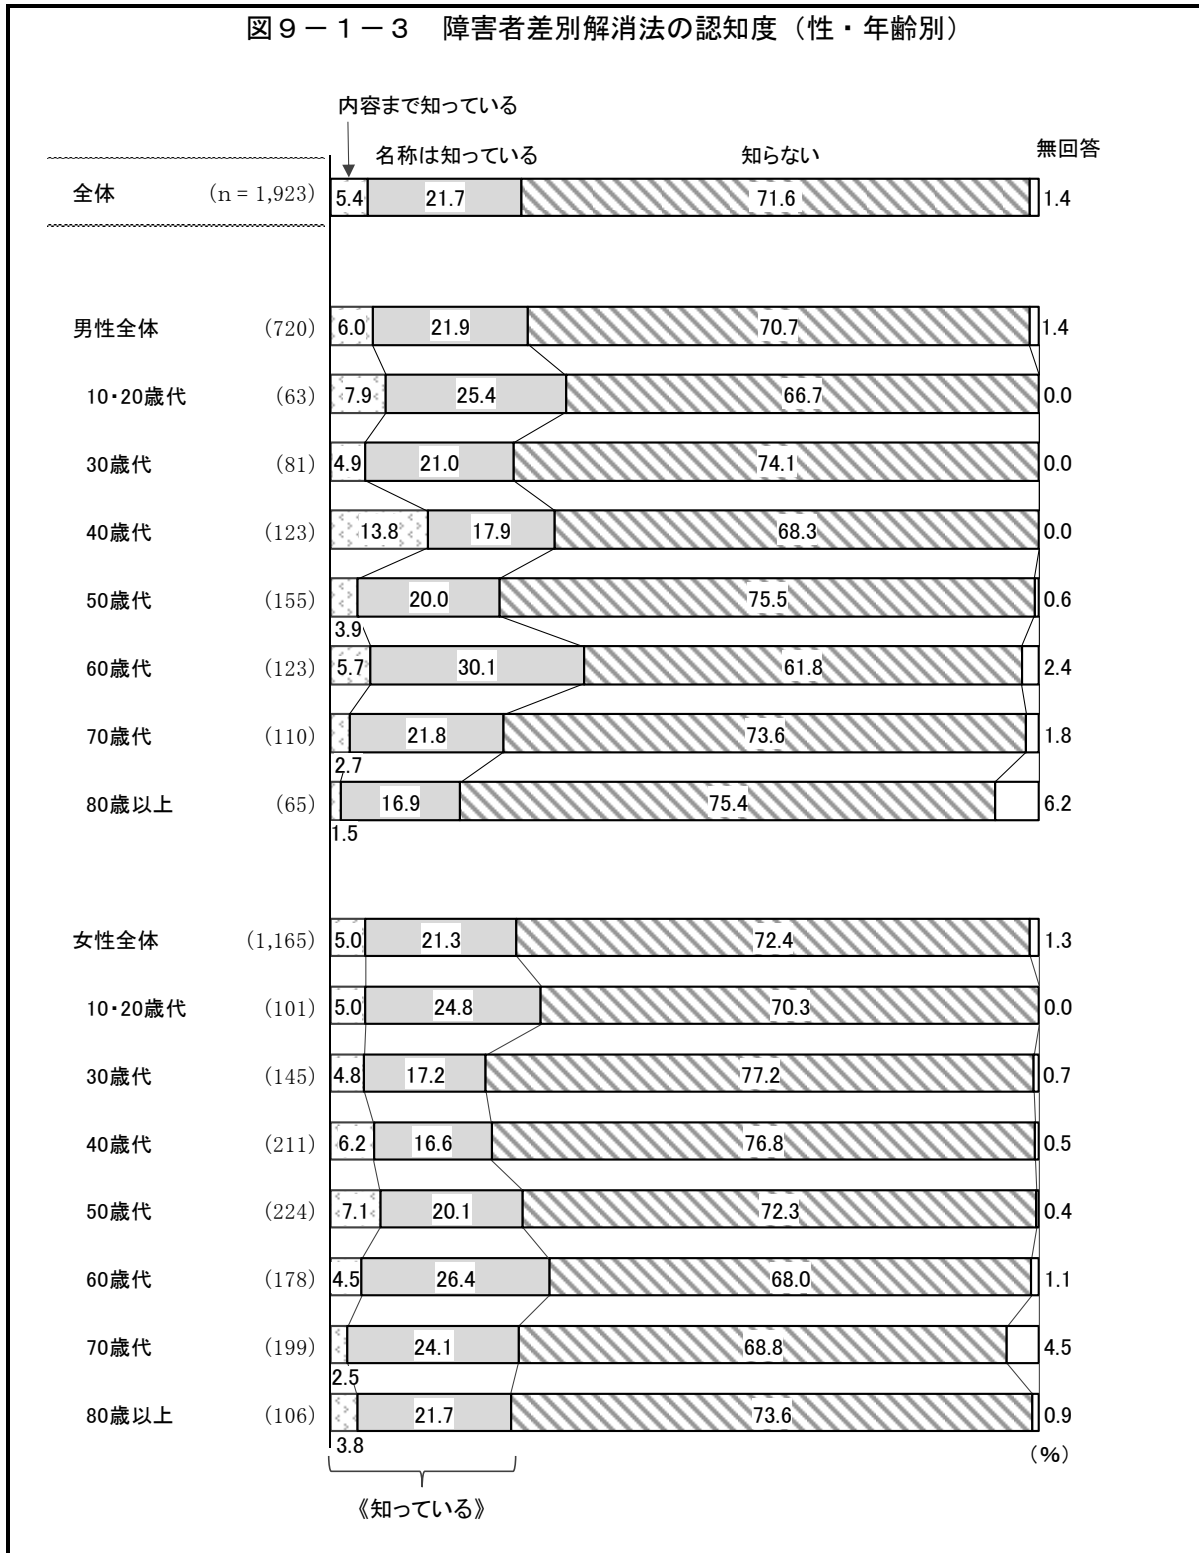 図９－１－３　障害者差別解消法の認知度（性・年齢別）
内容まで知っている
名称は知っている 知らない 無回答
全体 (n = 1,923) 5.4 21.7 71.6 1.4
男性全体 (720) 6.0 21.9 70.7 1.4
10・20歳代 (63) 7.9 25.4 66.7 0.0
30歳代 (81) 4.9 21.0 74.1 0.0
40歳代 (123) 13.8 17.9 68.3 0.0
50歳代 (155) 20.0 75.5 0.6
3.9
60歳代 (123) 5.7 30.1 61.8 2.4
70歳代 (110) 21.8 73.6 1.8
2.7
80歳以上 (65) 16.9 75.4 6.2
1.5
女性全体 (1,165) 5.0 21.3 72.4 1.3
10・20歳代 (101) 5.0 24.8 70.3 0.0
30歳代 (145) 4.8 17.2 77.2 0.7
40歳代 (211) 6.2 16.6 76.8 0.5
50歳代 (224) 7.1 20.1 72.3 0.4
60歳代 (178) 4.5 26.4 68.0 1.1
70歳代 (199) 24.1 68.8 4.5
2.5
80歳以上 (106) 21.7 73.6 0.9
3.8 （％）
《知っている》